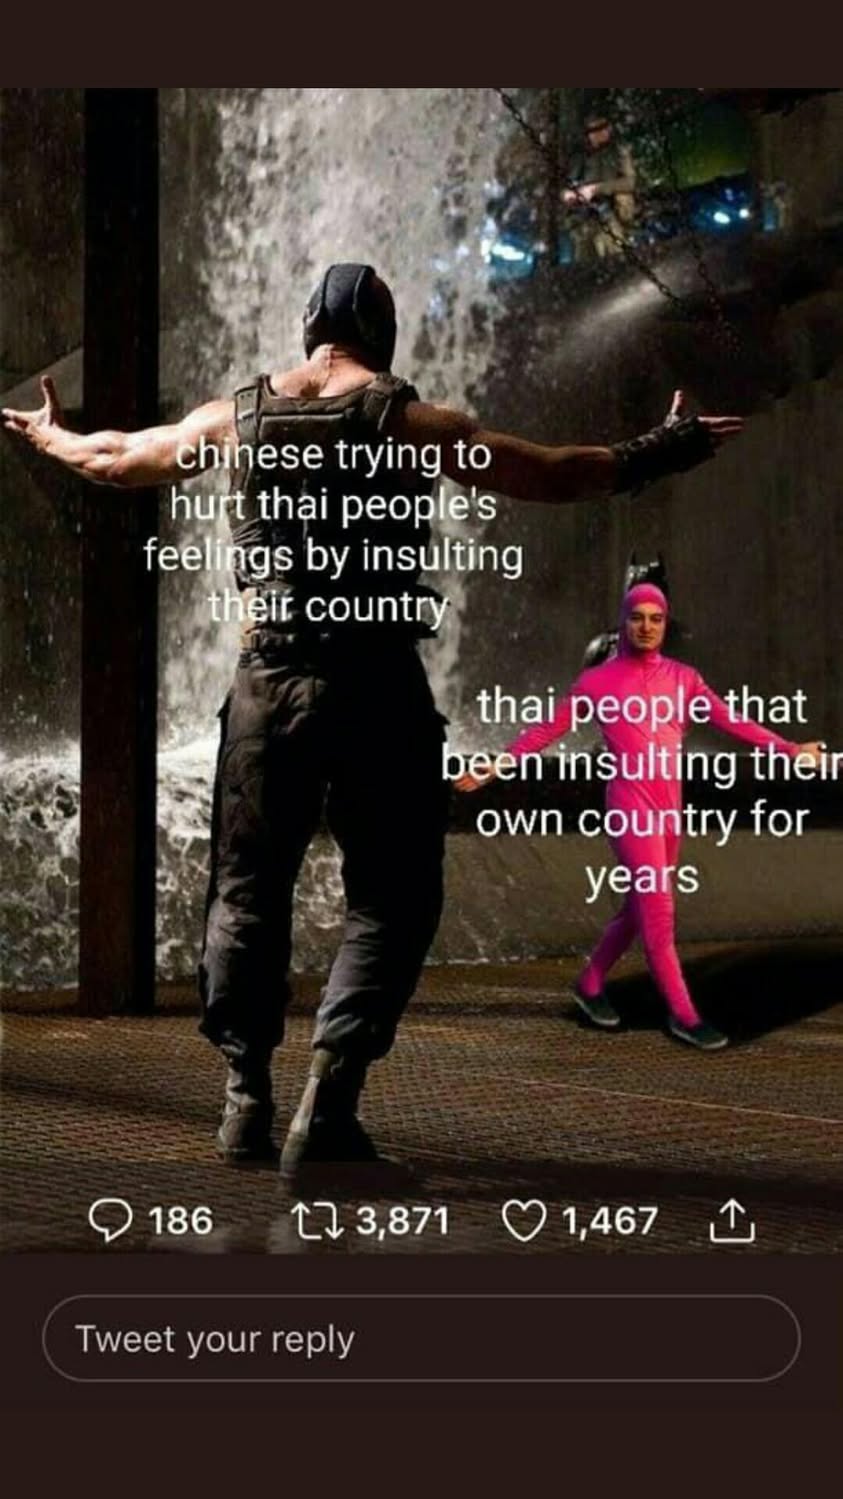 chinese trying to
hurt thai people's
feelings by insulting
their country
thai people that
been insulting their
own country for
years
186 3,871 1,467
Tweet your reply